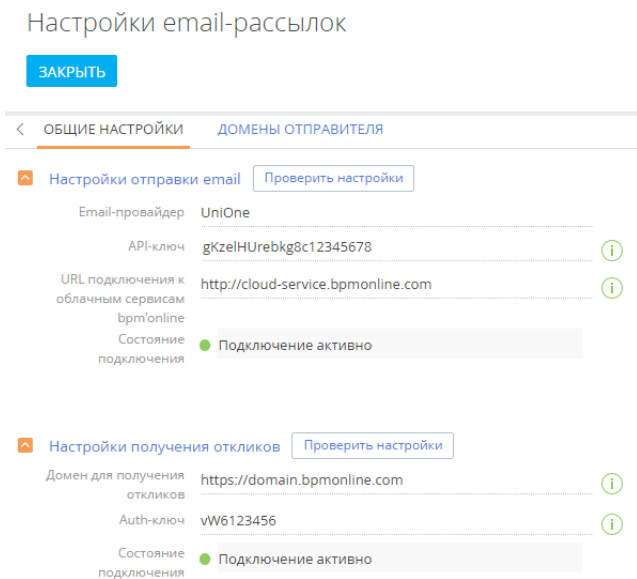 Настройки email-рассылок
ЗАКРЫТЬ
ОБЩИЕ НАСТРОЙКИ ДОМЕНЫ ОТПРАВИТЕЛЯ
Настройки отправки email Проверить настройки
Email-провайдер UniOne
API-ключ gKzelHUrebkg8c12345678
URL подключения к
облачным сервисам
bpm'online
http://cloud-service.bpmonline.com
Состояние
подключения
Подключение активно
Настройки получения откликов Проверить настройки
Домен для получения
откликов
https://domain.bpmonline.com
Auth-ключ vW6123456
Состояние
подключения
Подключение активно